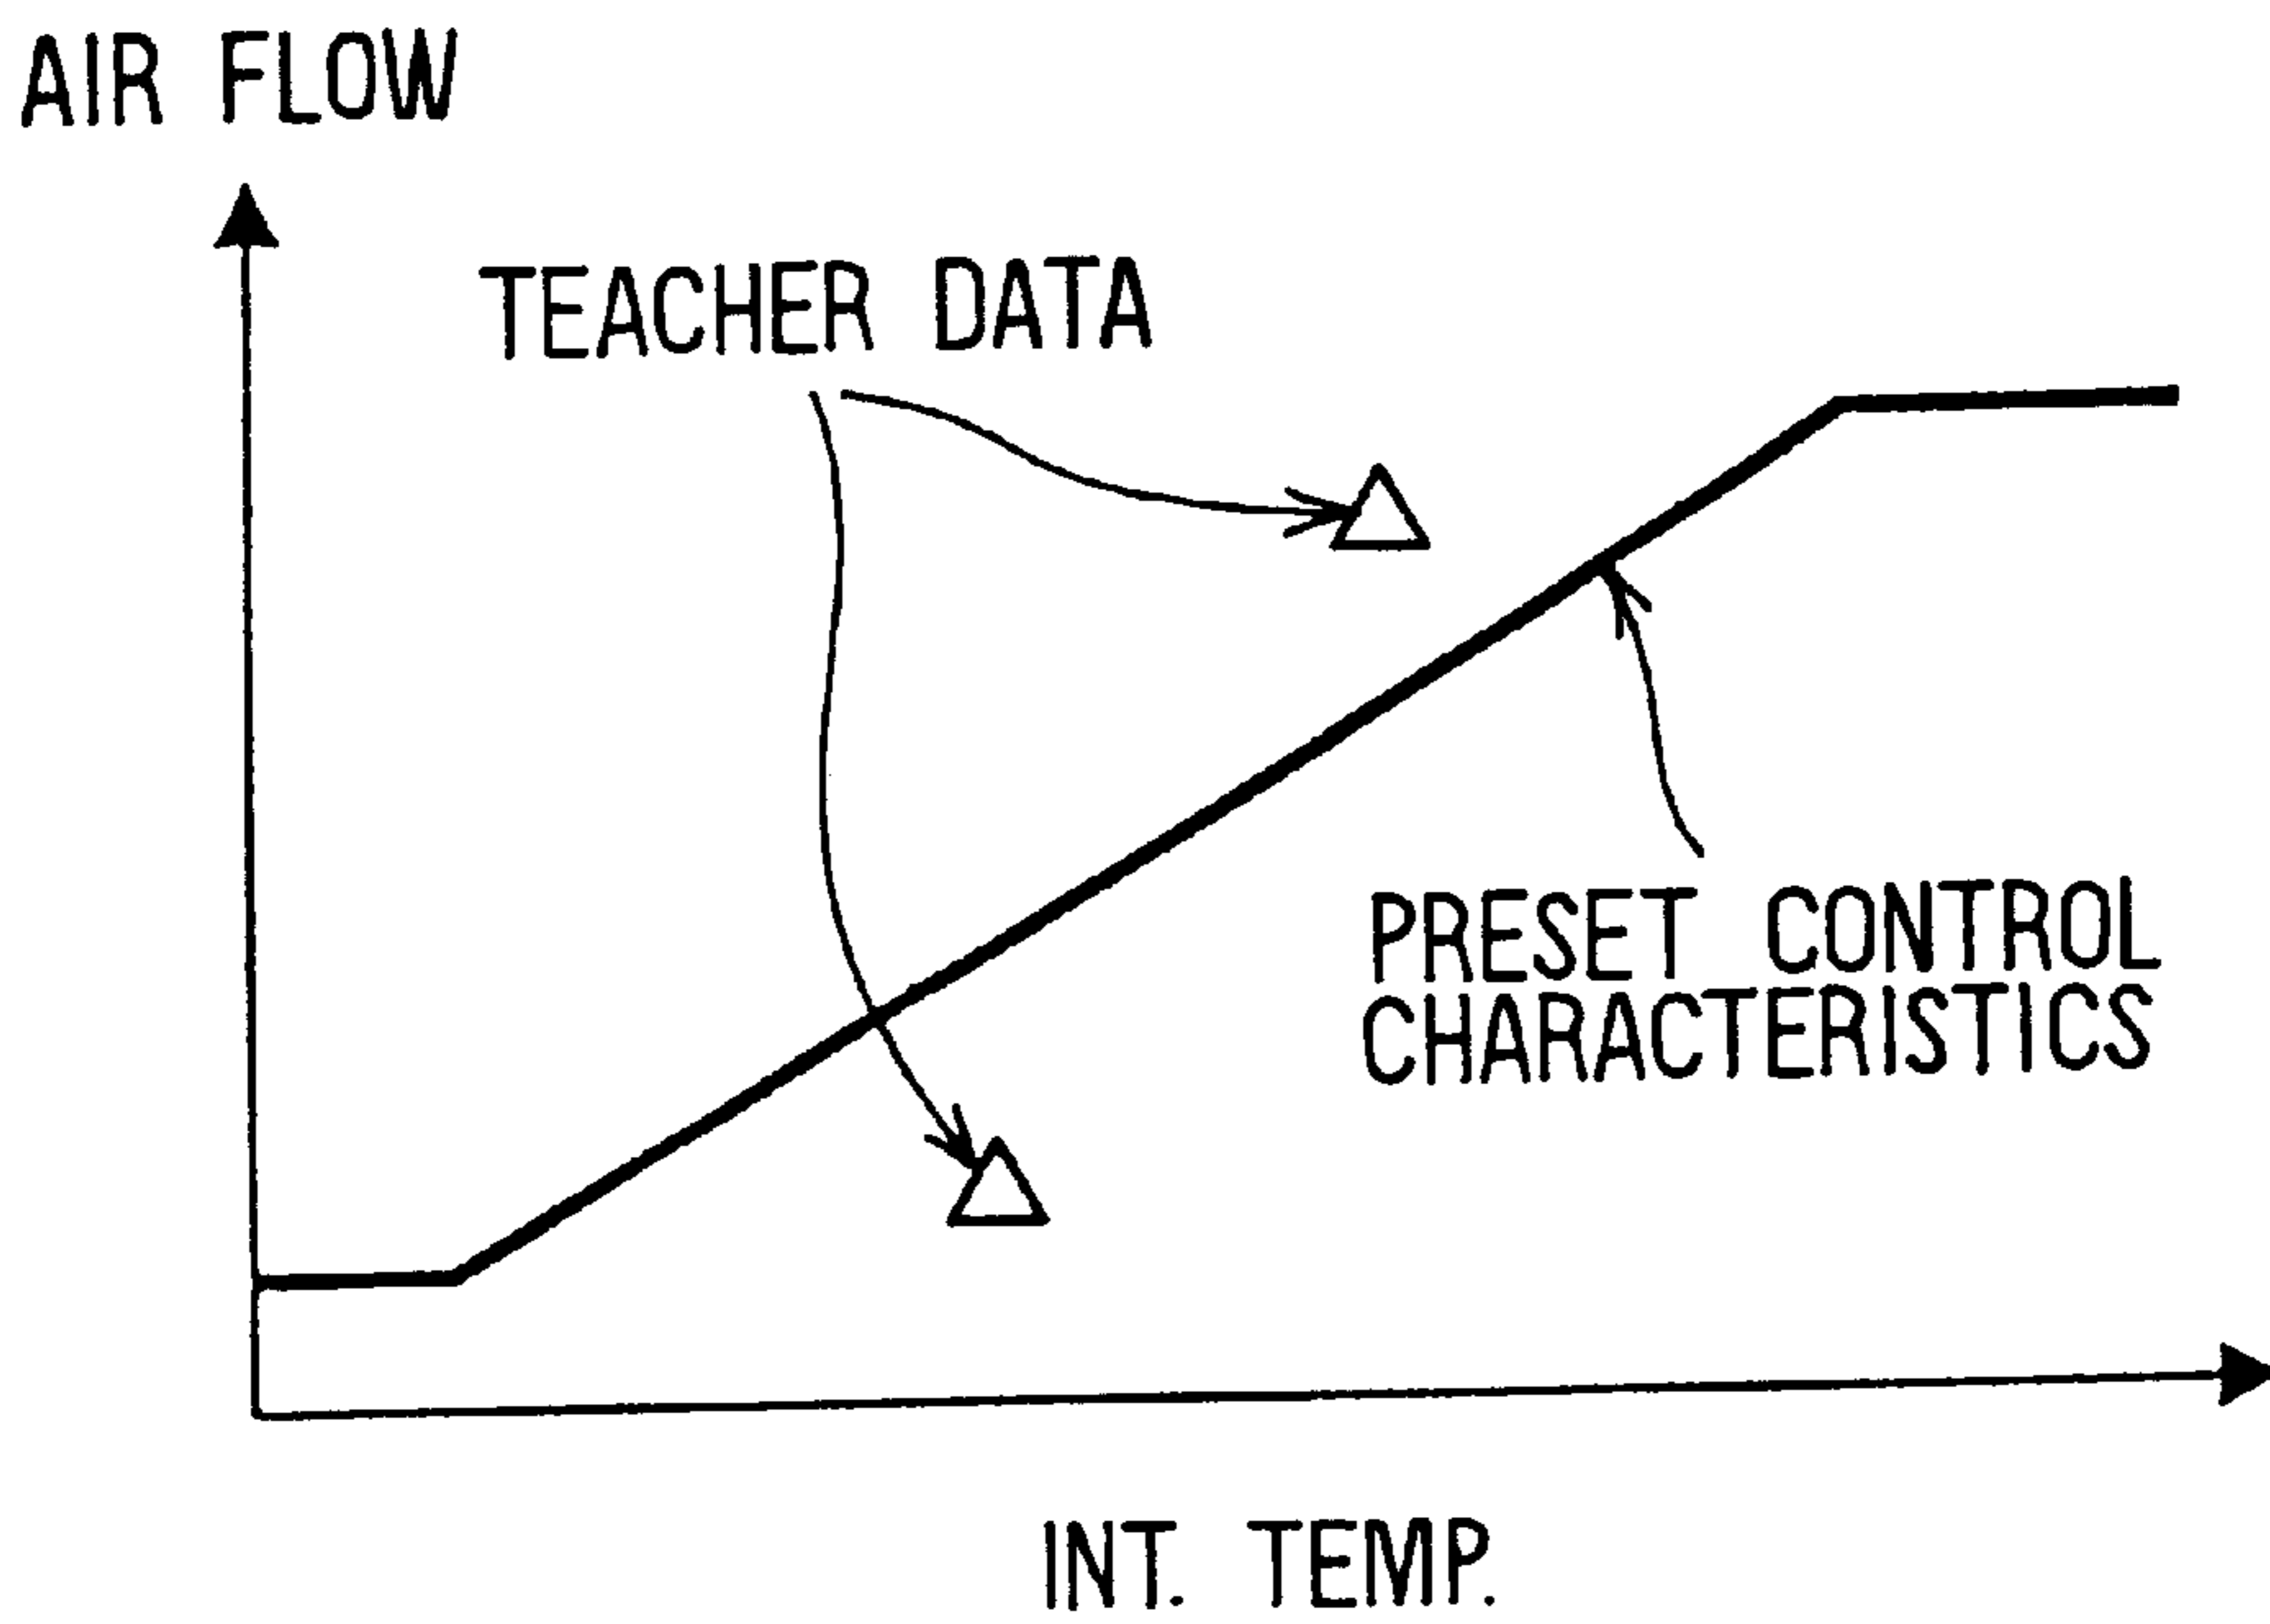 AIR FLOW
TEACHER DATA
PRESET CONTROL
CHARACTERISTICS
INT. TEMP.